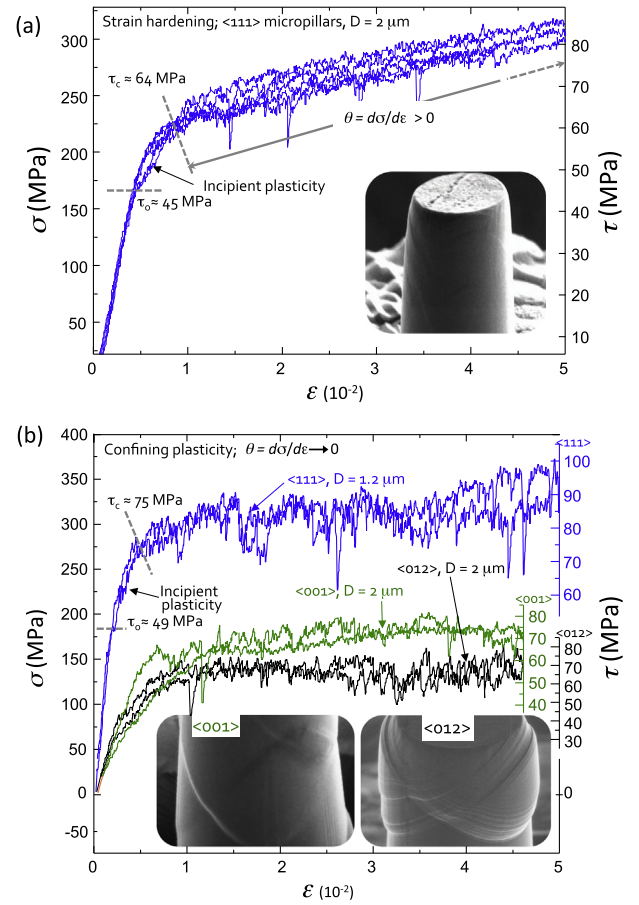 (a)
Strain hardening; <111> micropillars, D = 2 μm
300
250
200
150
100
50
80
70
60
50
40
30
20
10
τc ≈ 64 MPa
θ = dσ/dε > 0
Incipient plasticity
τo ≈ 45 MPa
σ (MPa)
τ (MPa)
0 1 2 3 4 5
ε (10-2)
(b)
Confining plasticity; θ = dσ/dε → 0
400
350
300
250
200
150
100
50
0
-50
<111>
100
90
80
70
60
<001>
80
70
60
50
40
<012>
80
70
60
50
40
30
0
τc ≈ 75 MPa
<111>, D = 1.2 μm
<012>, D = 2 μm
Incipient
plasticity
<001>, D = 2 μm
τo ≈ 49 MPa
σ (MPa)
τ (MPa)
<001>
<012>
0 1 2 3 4 5
ε (10-2)